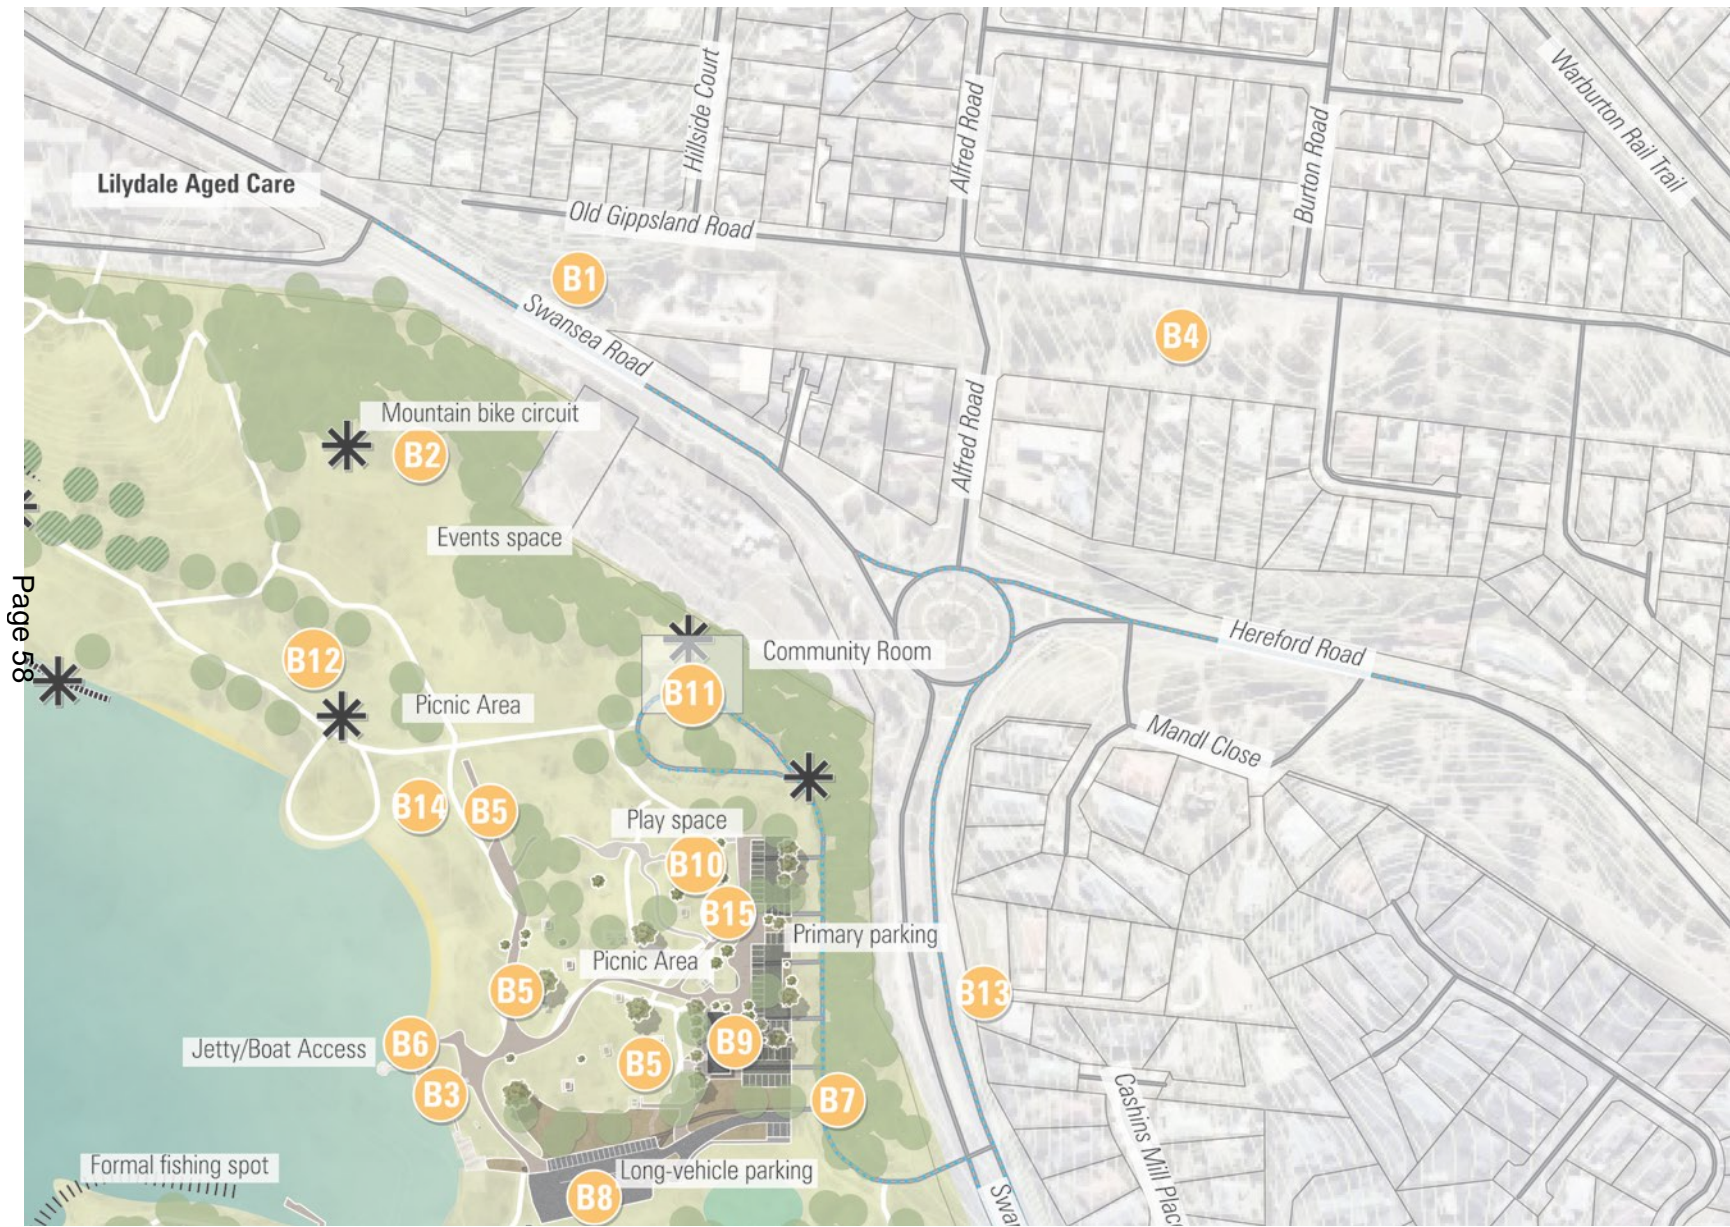 Warburton Rail Trail
Hillside Court
Alfred Road
Burton Road
Lilydale Aged Care
Old Gippsland Road
B1
Swansea Road
B4
Mountain bike circuit
B2
Alfred Road
Events space
Page 58
Hereford Road
Community Room
B12
B11
Picnic Area
Mandl Close
B14
B5
Play space
B10
B15
Primary parking
Picnic Area
B5
B13
B6
Jetty/Boat Access
B9
B5
B3
B7
Cashins Mill Place
Formal fishing spot
Long-vehicle parking
B8
Swan